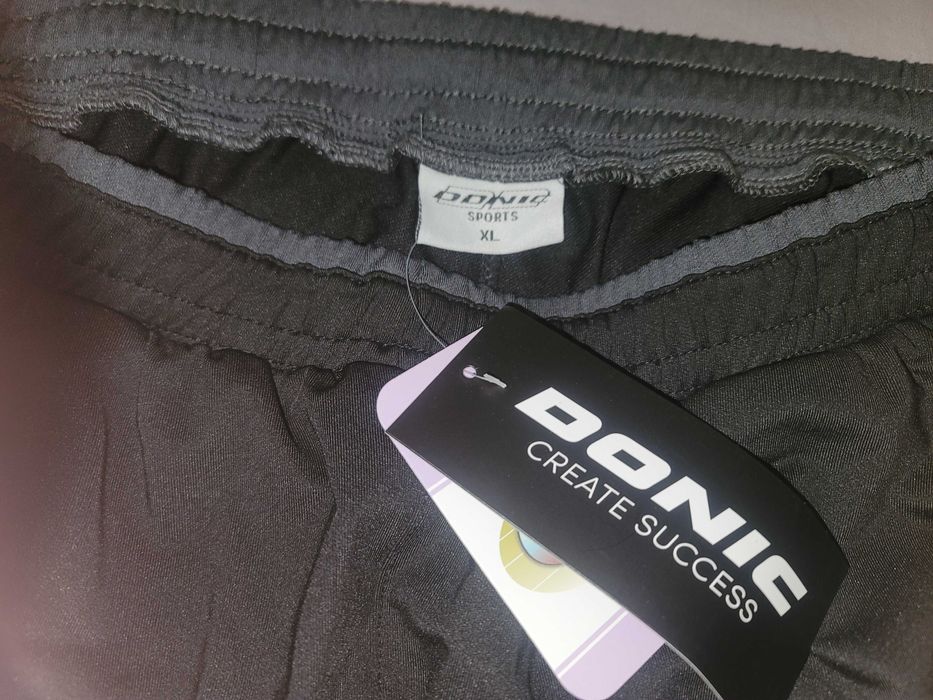 DONIC
SPORTS
XL
DONIC
CREATE SUCCESS